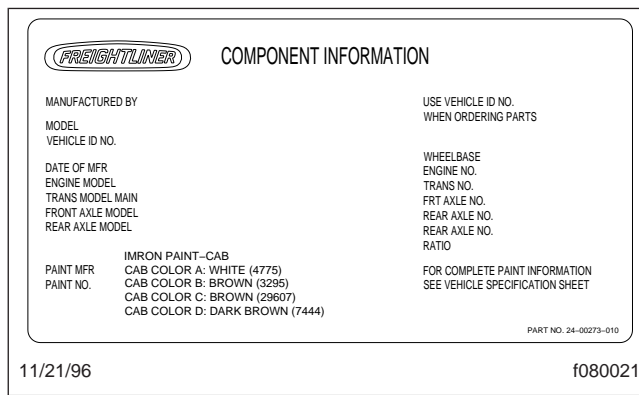 FREIGHTLINER COMPONENT INFORMATION
MANUFACTURED BY
MODEL
VEHICLE ID NO.
DATE OF MFR
ENGINE MODEL
TRANS MODEL MAIN
FRONT AXLE MODEL
REAR AXLE MODEL
USE VEHICLE ID NO.
WHEN ORDERING PARTS
WHEELBASE
ENGINE NO.
TRANS NO.
FRT AXLE NO.
REAR AXLE NO.
REAR AXLE NO.
RATIO
IMRON PAINT−CAB
PAINT MFR CAB COLOR A: WHITE (4775)
PAINT NO. CAB COLOR B: BROWN (3295)
CAB COLOR C: BROWN (29607)
CAB COLOR D: DARK BROWN (7444)
FOR COMPLETE PAINT INFORMATION
SEE VEHICLE SPECIFICATION SHEET
PART NO. 24−00273−010
11/21/96 f080021